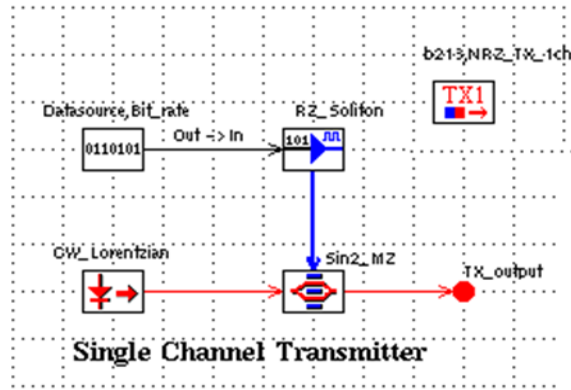 b213,NRZ_TX_1ch
TX1
Datasource,Bit_rate
RZ_Soliton
0110101
Out -> In
101
CW_Lorentzian
Sin2_MZ
TX_output
Single Channel Transmitter